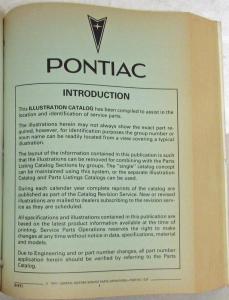 PONTIAC
INTRODUCTION
This ILLUSTRATION CATALOG has been compiled to assist in the
location and identification of service parts.
The illustrations herein may not always show the exact part re-
quired, however, for identification purposes the group number or
noun name can be readily located from a view covering a typical
illustration.
The layout of the information contained in this publication is such
that the illustrations can be removed for combining with the Parts
Listing Catalog Sections by groups. The "single" catalog concept
can be maintained using this system, or the separate Illustration
Catalog and Parts Listings Catalogs can be used.
During each calendar year complete reprints of the catalog are
published as part of the Catalog Revision Service. New or revised
illustrations are mailed to dealers subscribing to the revision serv-
ice as they are scheduled.
All specifications and illustrations contained in this publication are
based on the latest product information available at the time of
printing. Service Parts Operations reserves the right to make
changes at any time without notice in data, specifications, material
and models.
Due to Engineering and or part number changes, all part number
application herein should be verified by referring to the Parts
Catalog.
GENERAL MOTORS SERVICE PARTS OPERATIONS